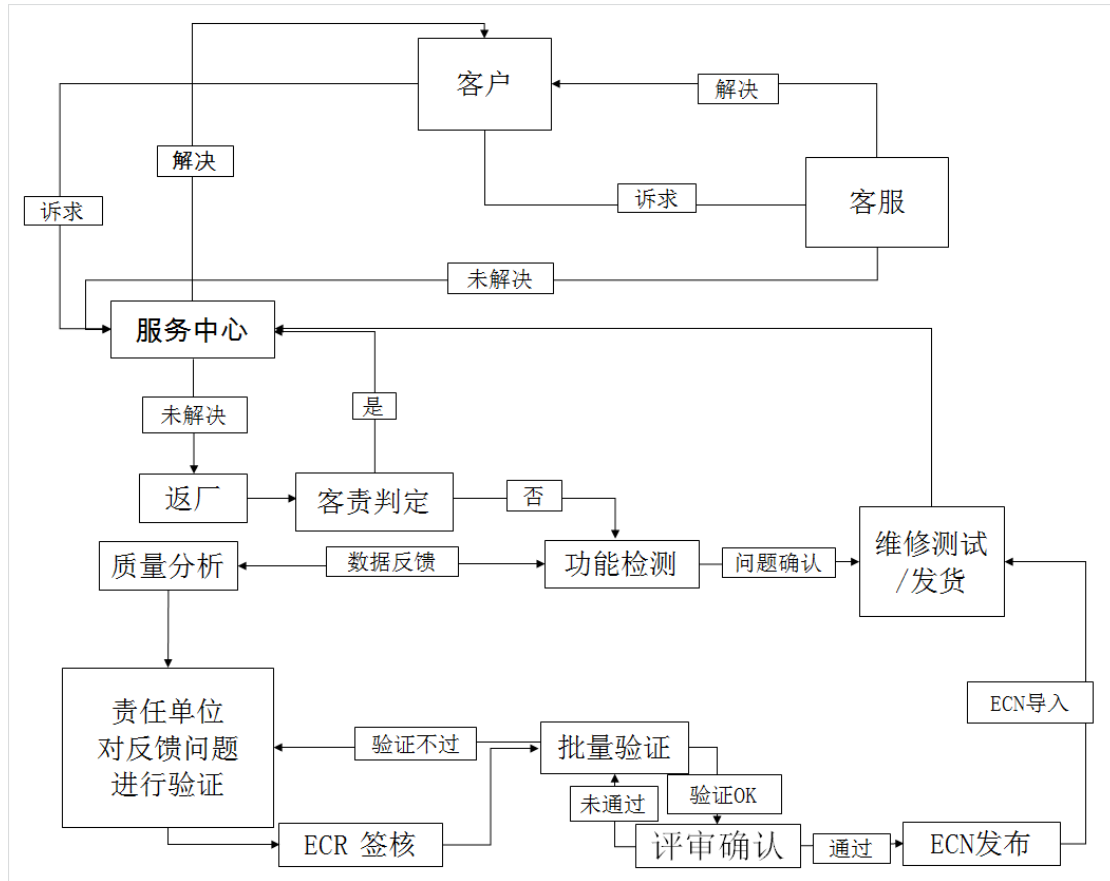 客户
解决
解决
客服
诉求
诉求
未解决
服务中心
未解决
是
返厂
客责判定
否
维修测试
/发货
质量分析
数据反馈
功能检测
问题确认
责任单位
对反馈问题
进行验证
ECN导入
验证不过
批量验证
未通过
验证OK
ECR 签核
评审确认
通过
ECN发布